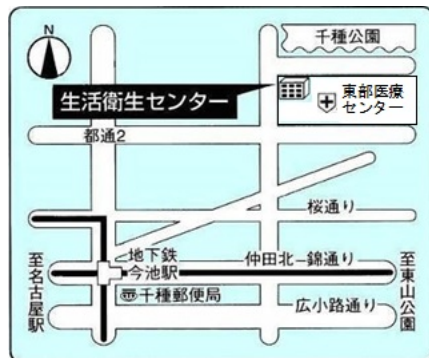 N
千種公園
生活衛生センター
東部医療
センター
都通2
桜通り
地下鉄
今池駅
仲田北
錦通り
至名古屋駅
至東山公園
千種郵便局
広小路通り